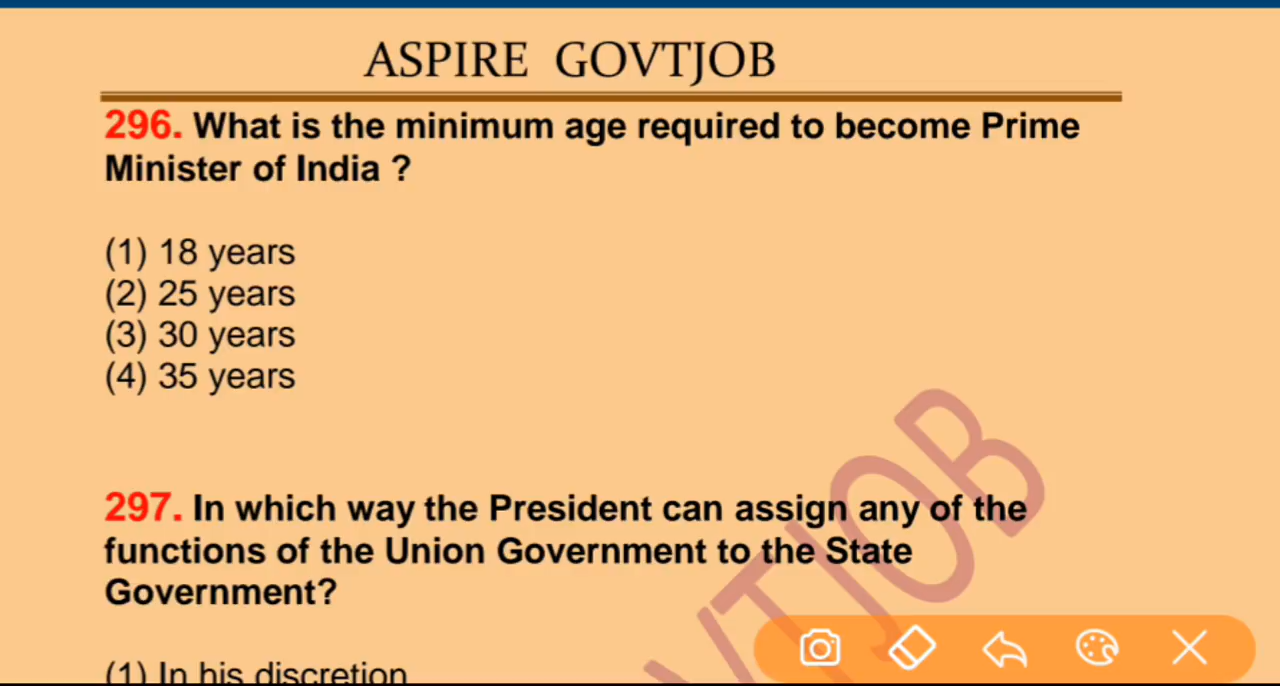 ASPIRE GOVTJOB
296. What is the minimum age required to become Prime
Minister of India ?
(1) 18 years
(2) 25 years
(3) 30 years
(4) 35 years
297. In which way the President can assign any of the
functions of the Union Government to the State
Government?
(1) In his discretion
VTJOB